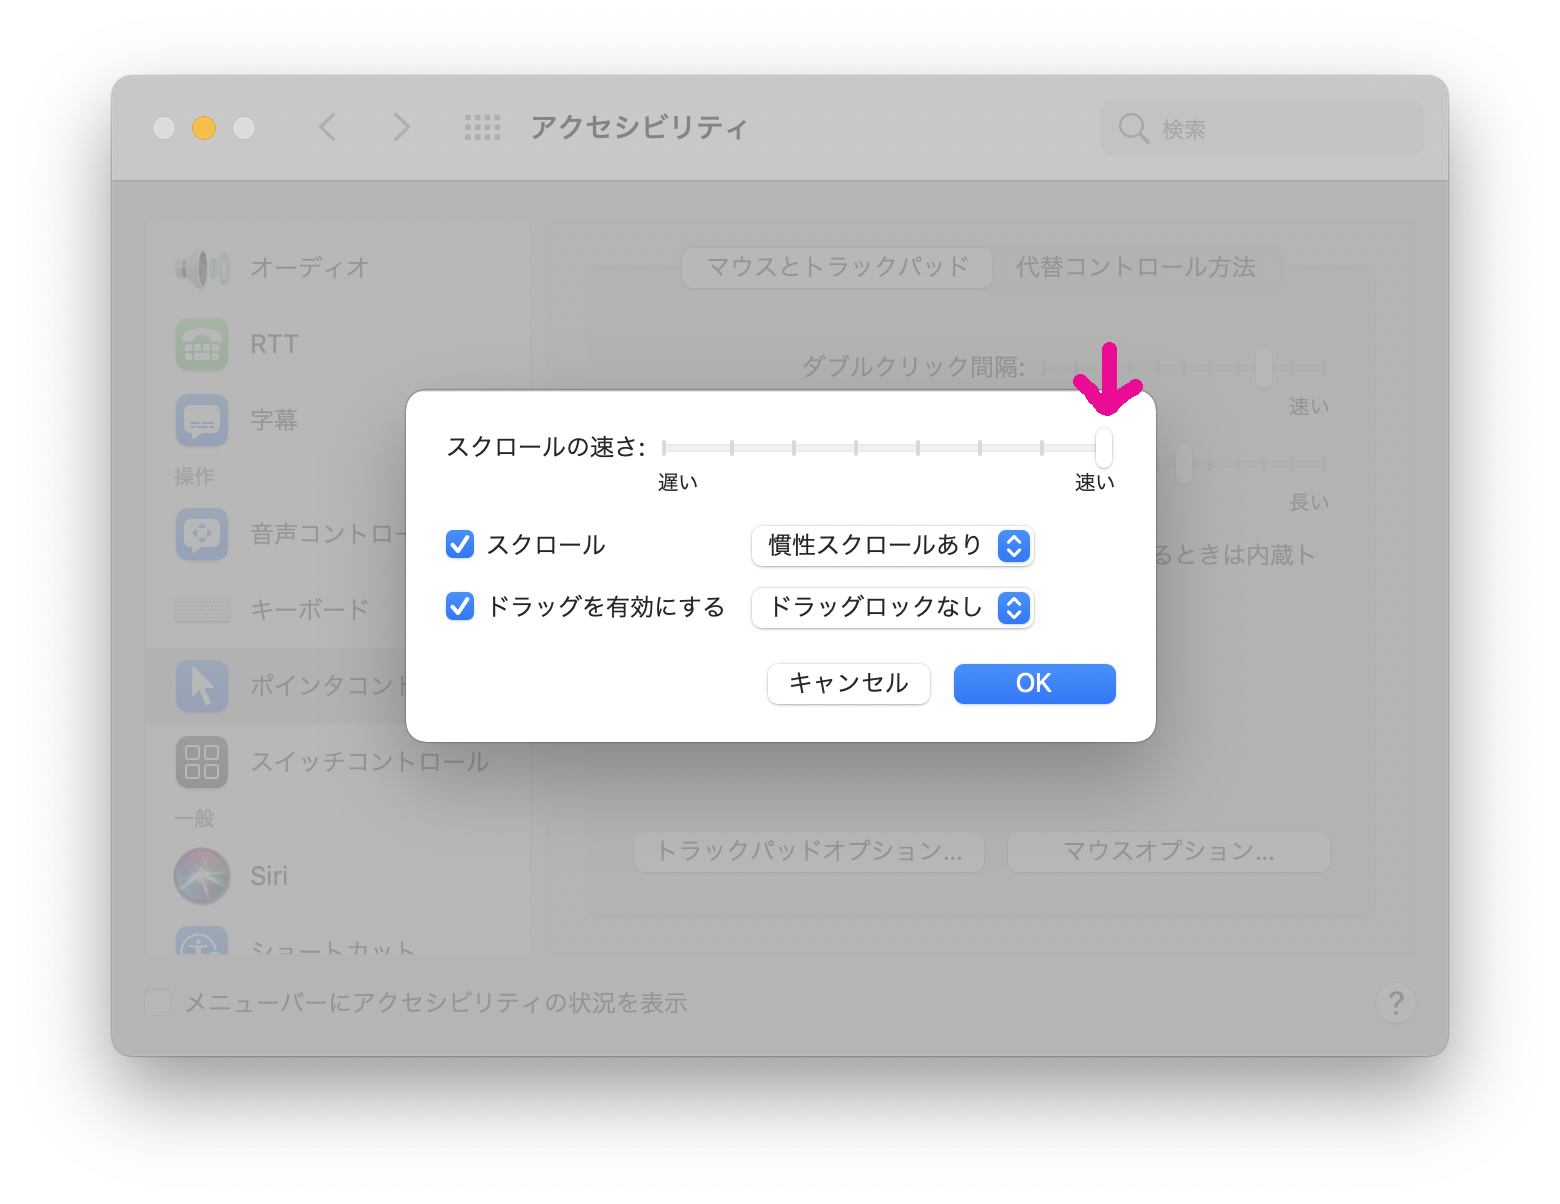 アクセシビリティ
検索
オーディオ
RTT
字幕
操作
音声コントロー
キーボード
ポインタコント
スイッチコントロール
一般
Siri
ショートカット
マウスとトラックパッド
代替コントロール方法
ダブルクリック間隔:
速い
長い
るときは内蔵ト
スクロールの速さ:
遅い
速い
スクロール
慣性スクロールあり
ドラッグを有効にする
ドラッグロックなし
キャンセル
OK
トラックパッドオプション...
マウスオプション...
メニューバーにアクセシビリティの状況を表示
?